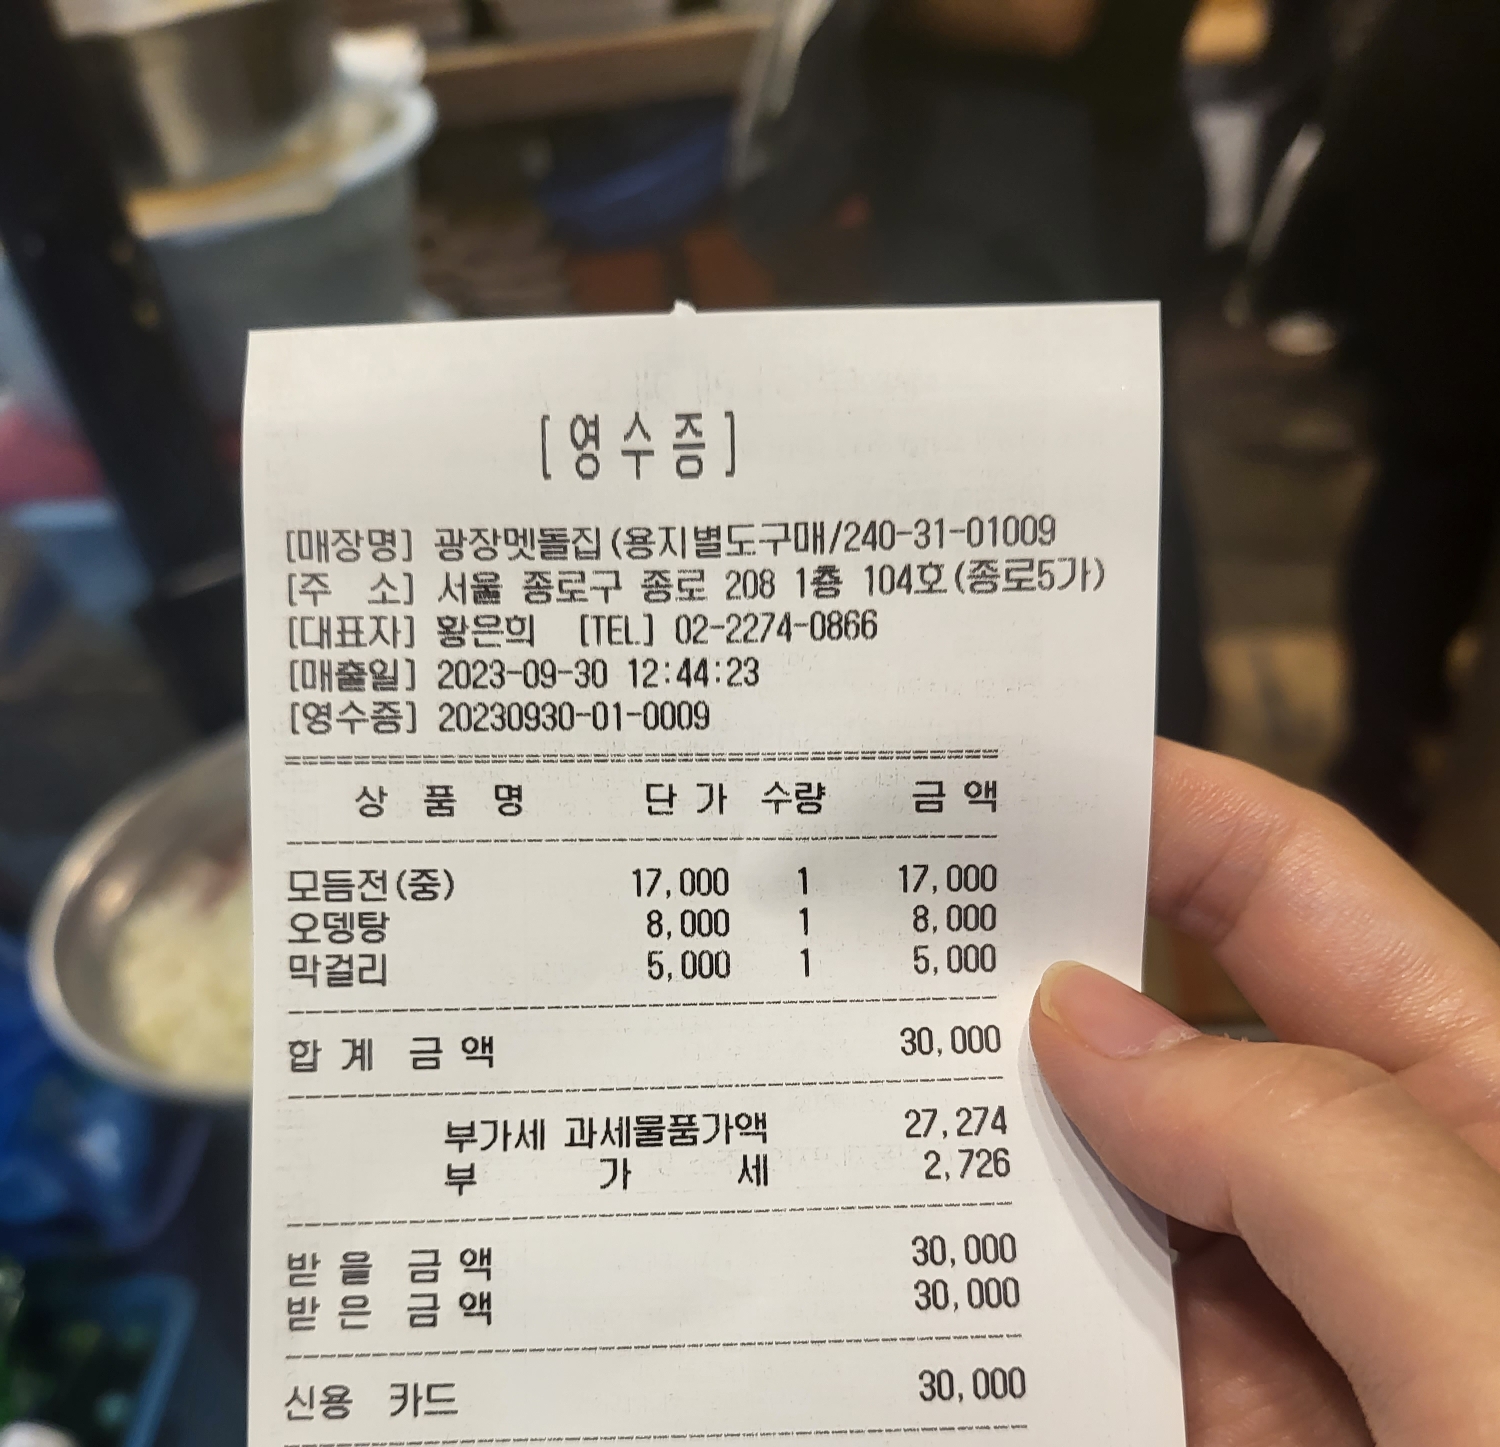 [영수증]
[매장명] 광장멧돌집(용지별도구매/240-31-01009
[주 소] 서울 종로구 종로 208 1층 104호(종로5가)
[대표자] 황은희 [TEL] 02-2274-0866
[매출일] 2023-09-30 12:44:23
[영수증] 20230930-01-0009
상 품 명 단 가 수량 금 액
모듬전(중) 17,000 1 17,000
오뎅탕 8,000 1 8,000
막걸리 5,000 1 5,000
합 계 금 액 30,000
부가세 과세물품가액 27,274
부 가 세 2,726
받 을 금 액 30,000
받 은 금 액 30,000
신용 카드 30,000